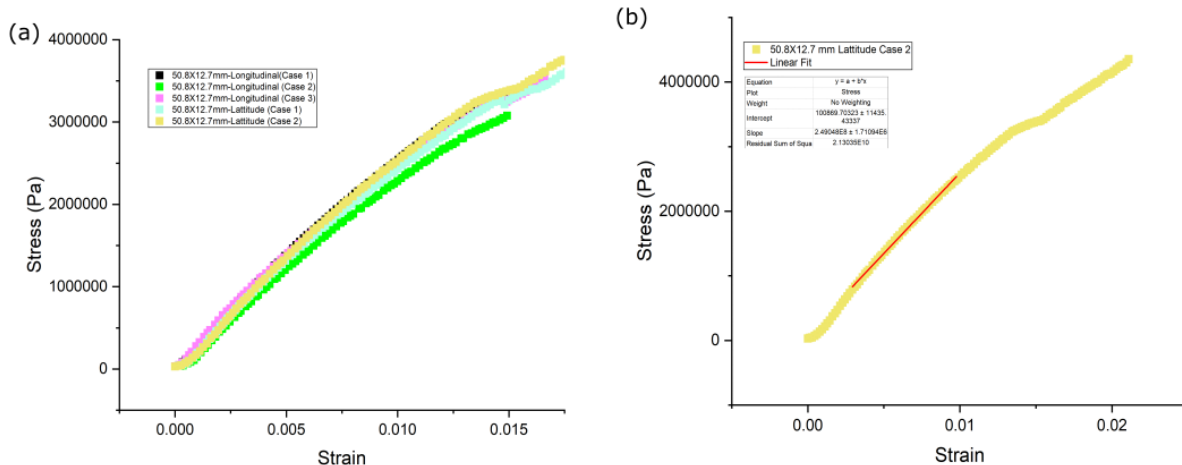 (a)
4000000
3000000
2000000
1000000
0
Stress (Pa)
50.8X12.7mm-Longitudinal(Case 1)
50.8X12.7mm-Longitudinal (Case 2)
50.8X12.7mm-Longitudinal (Case 3)
50.8X12.7mm-Lattitude (Case 1)
50.8X12.7mm-Lattitude (Case 2)
0.000
0.005
0.010
0.015
Strain
(b)
4000000
2000000
0
Stress (Pa)
50.8X12.7 mm Lattitude Case 2
Linear Fit
Equation y = a + b*x
Plot Stress
Weight No Weighting
Intercept 100869.70323 ± 11435.
43337
Slope 2.49048E8 ± 1.71094E6
Residual Sum of Squa 2.13036E10
0.00
0.01
0.02
Strain